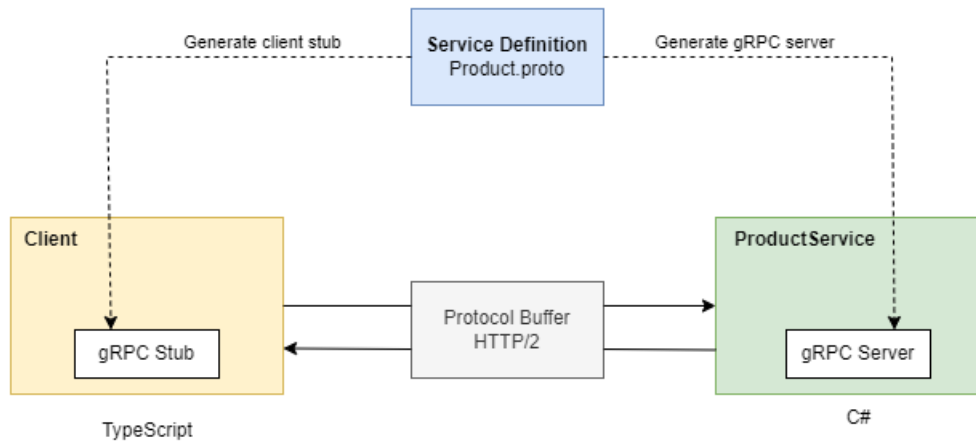 Generate client stub
Service Definition
Product.proto
Generate gRPC server
Client
ProductService
Protocol Buffer
HTTP/2
gRPC Stub
gRPC Server
TypeScript
C#